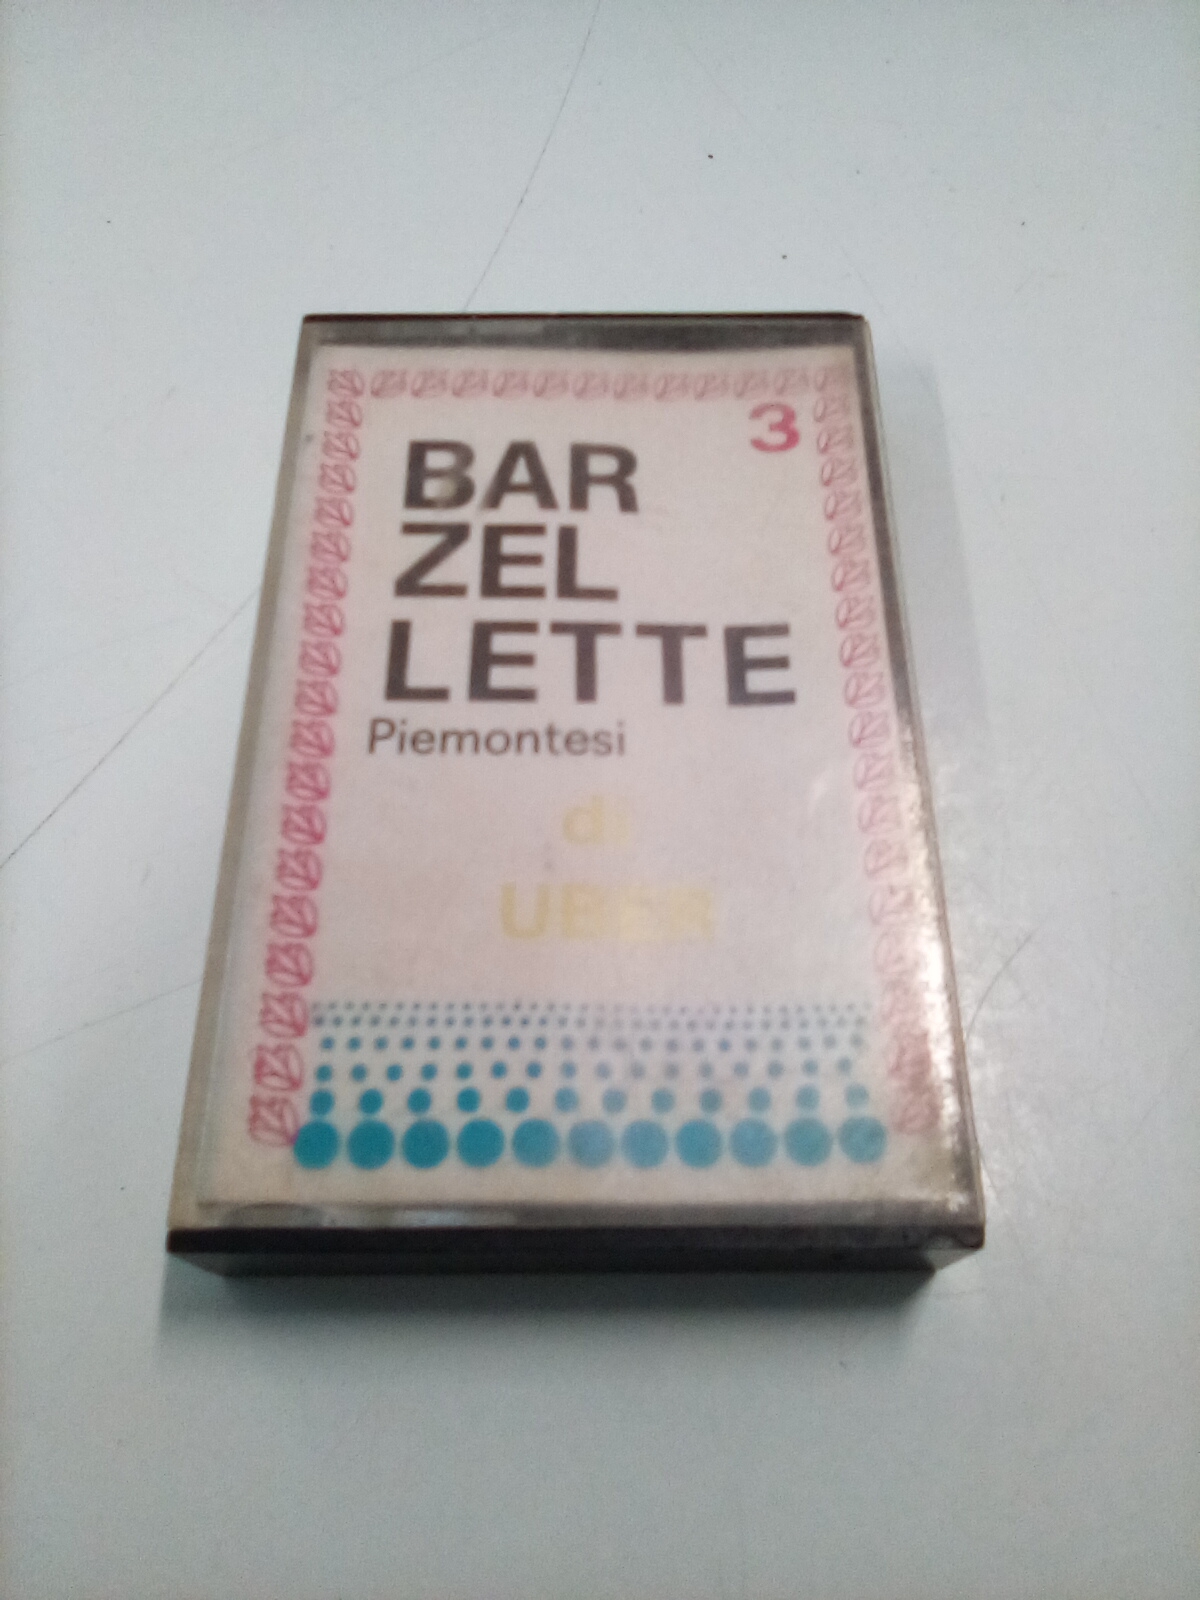 3
BAR
ZEL
LETTE
Piemontesi
di
UBER